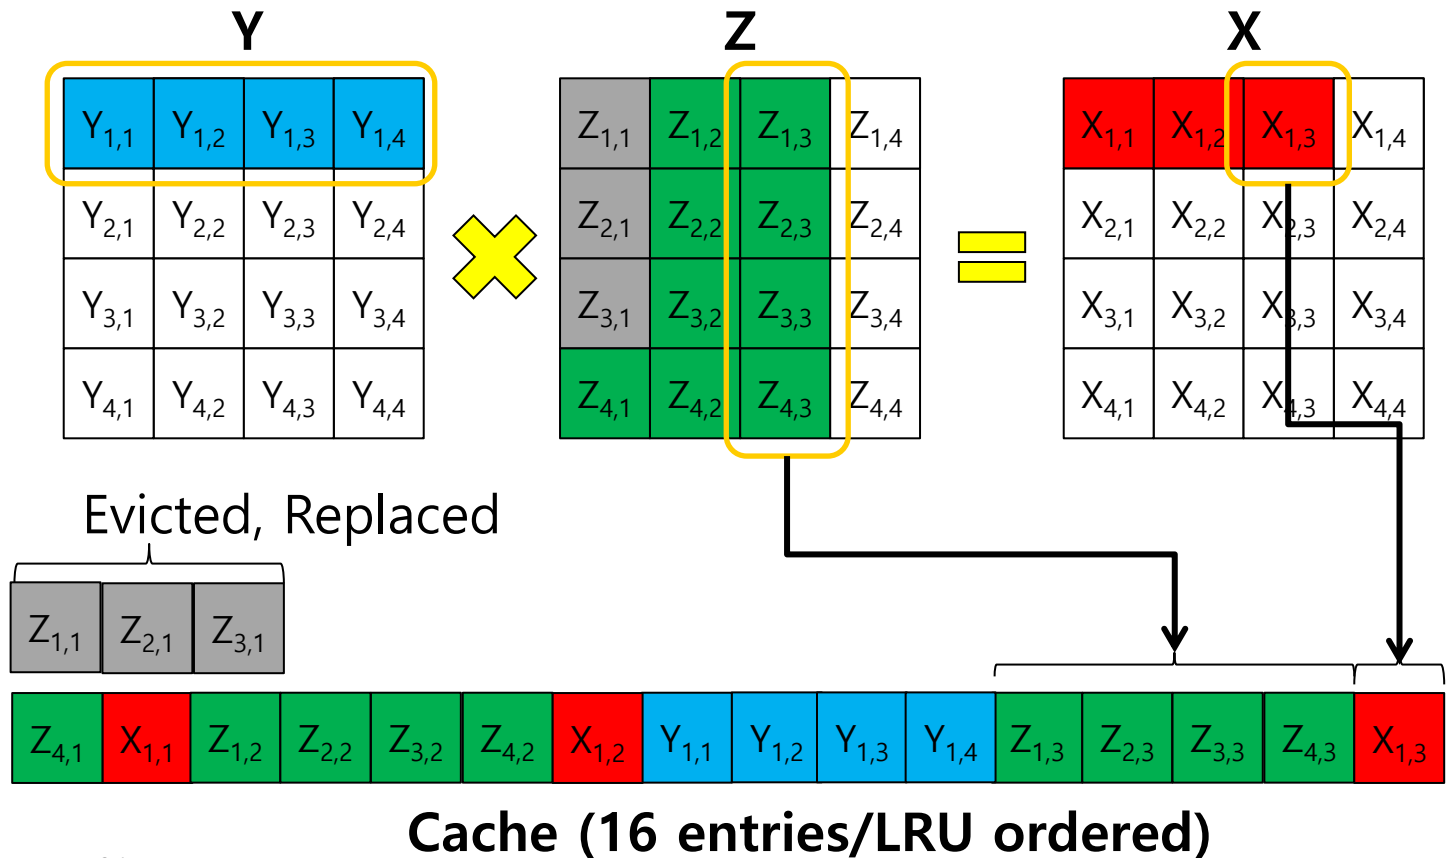 Y Z X
Y1,1 Y1,2 Y1,3 Y1,4 Z1,1 Z1,2 Z1,3 Z1,4 X1,1 X1,2 X1,3 X1,4
Y2,1 Y2,2 Y2,3 Y2,4 Z2,1 Z2,2 Z2,3 Z2,4 X2,1 X2,2 X2,3 X2,4
Y3,1 Y3,2 Y3,3 Y3,4 Z3,1 Z3,2 Z3,3 Z3,4 X3,1 X3,2 X3,3 X3,4
Y4,1 Y4,2 Y4,3 Y4,4 Z4,1 Z4,2 Z4,3 Z4,4 X4,1 X4,2 X4,3 X4,4
Evicted, Replaced
Z1,1 Z2,1 Z3,1
Z4,1 X1,1 Z1,2 Z2,2 Z3,2 Z4,2 X1,2 Y1,1 Y1,2 Y1,3 Y1,4 Z1,3 Z2,3 Z3,3 Z4,3 X1,3
Cache (16 entries/LRU ordered)